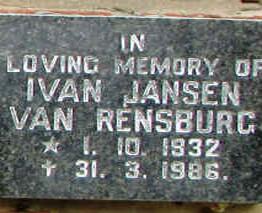 IN
LOVING MEMORY OF
IVAN JANSEN
VAN RENSBURG
* 1. 10. 1932
✝ 31. 3. 1986.